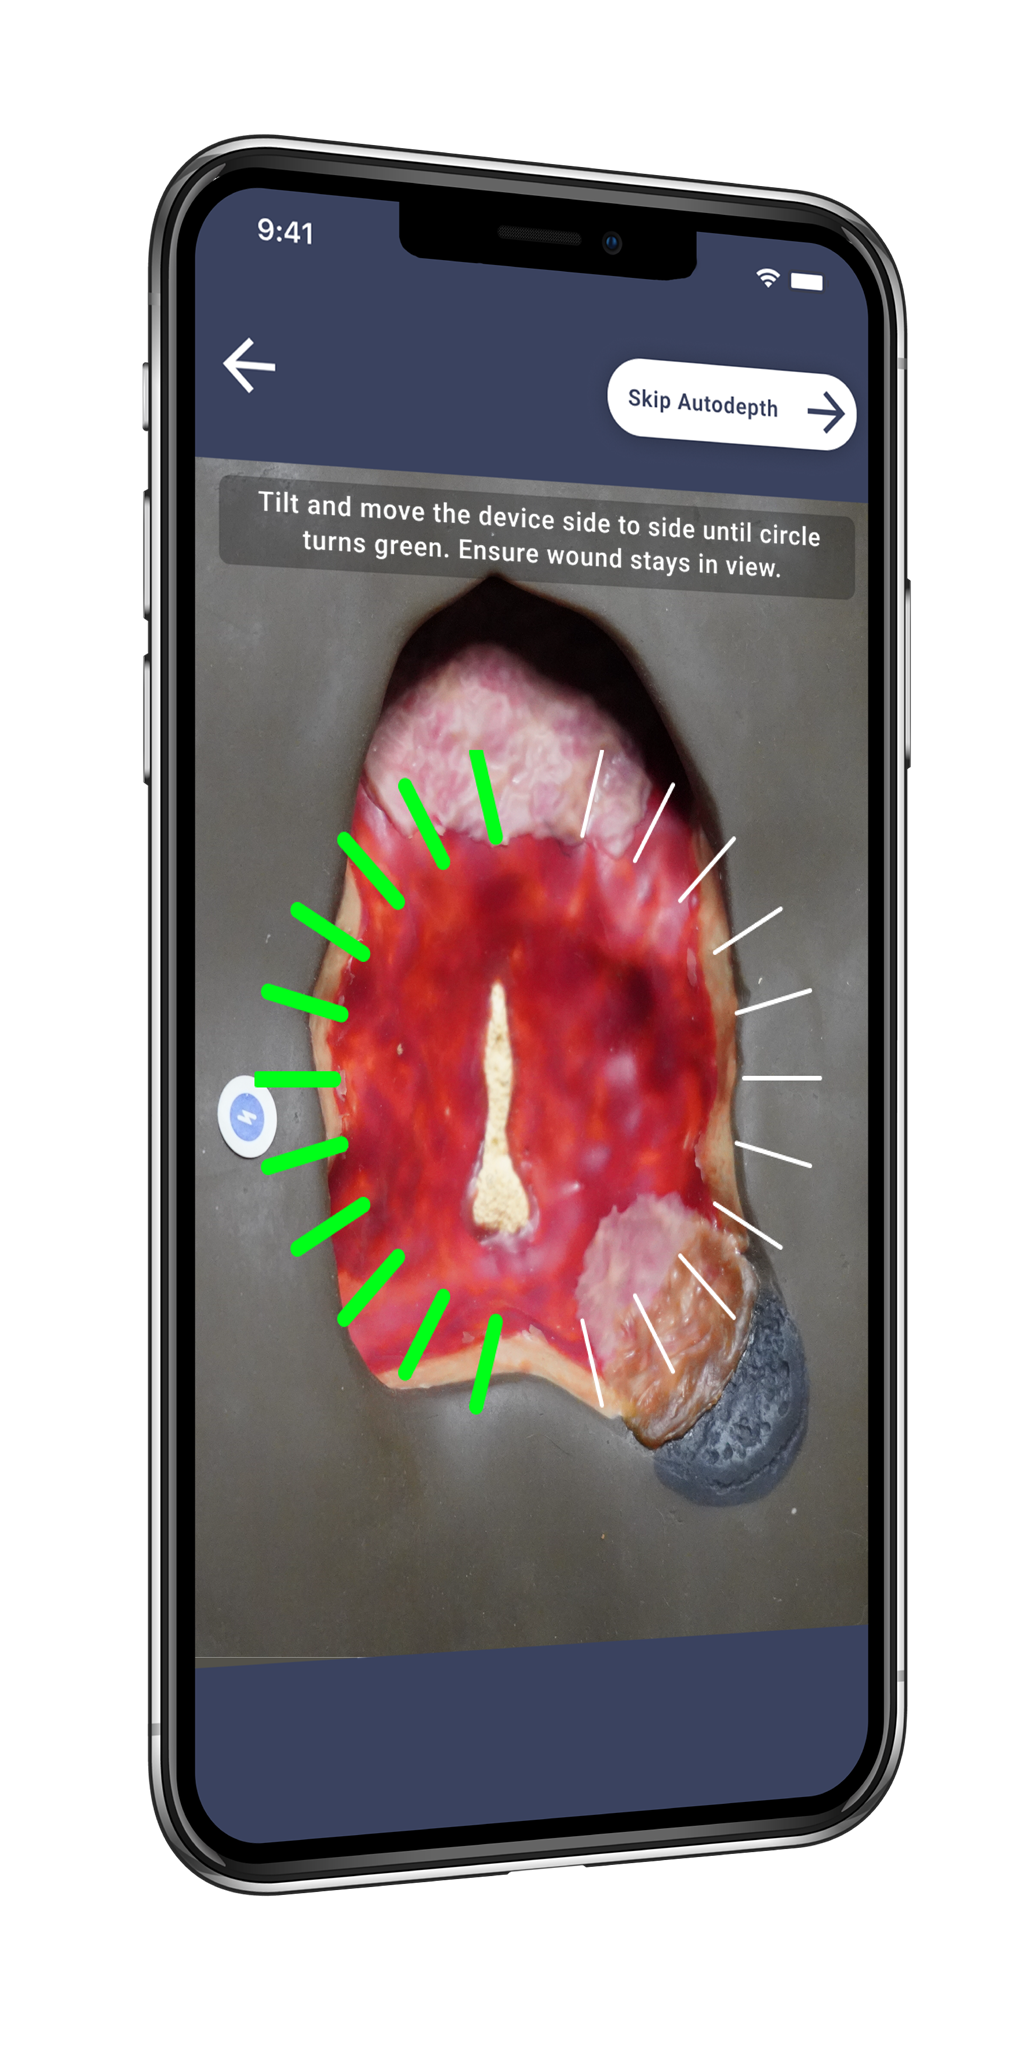 9:41
Skip Autodepth
Tilt and move the device side to side until circle
turns green. Ensure wound stays in view.